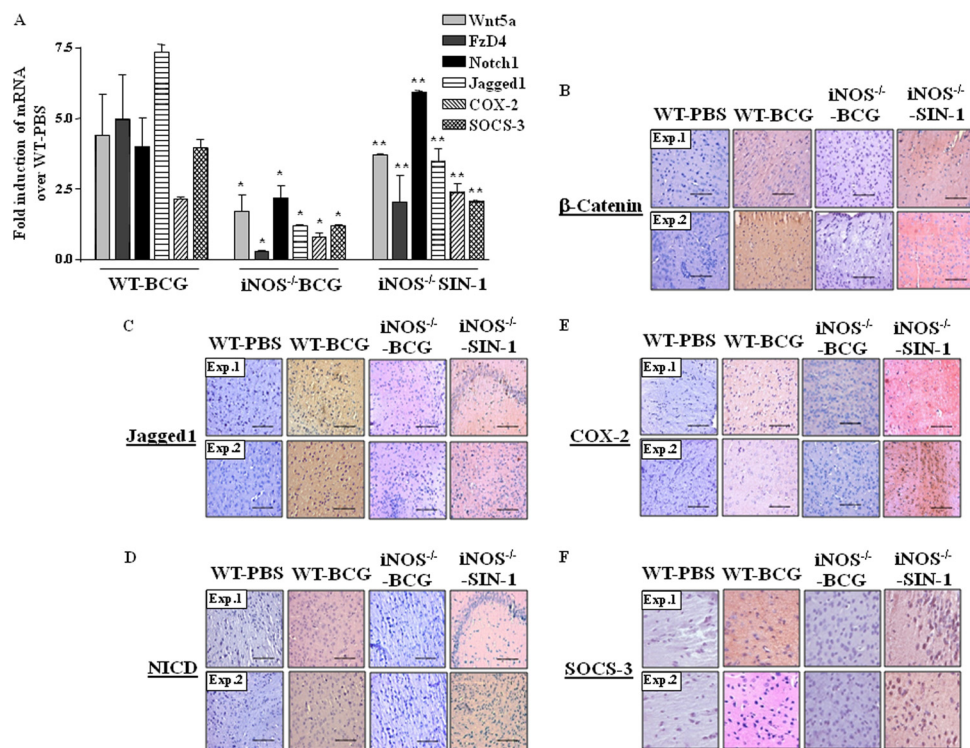 A
Fold induction of mRNA
over WT-PBS
7.5
5.0
2.5
0.0
Wnt5a
FzD4
Notch1
Jagged1
COX-2
SOCS-3
* * * * * *
** ** ** ** ** **
WT-BCG
iNOS-/-BCG
iNOS-/-SIN-1
B
WT-PBS WT-BCG iNOS-/- -BCG iNOS-/- -SIN-1
Exp.1
β-Catenin
Exp.2
C
WT-PBS WT-BCG iNOS-/- -BCG iNOS-/- -SIN-1
Exp.1
Jagged1
Exp.2
E
WT-PBS WT-BCG iNOS-/- -BCG iNOS-/- -SIN-1
Exp.1
COX-2
Exp.2
D
WT-PBS WT-BCG iNOS-/- -BCG iNOS-/- -SIN-1
Exp.1
NICD
Exp.2
F
WT-PBS WT-BCG iNOS-/- -BCG iNOS-/- -SIN-1
Exp.1
SOCS-3
Exp.2